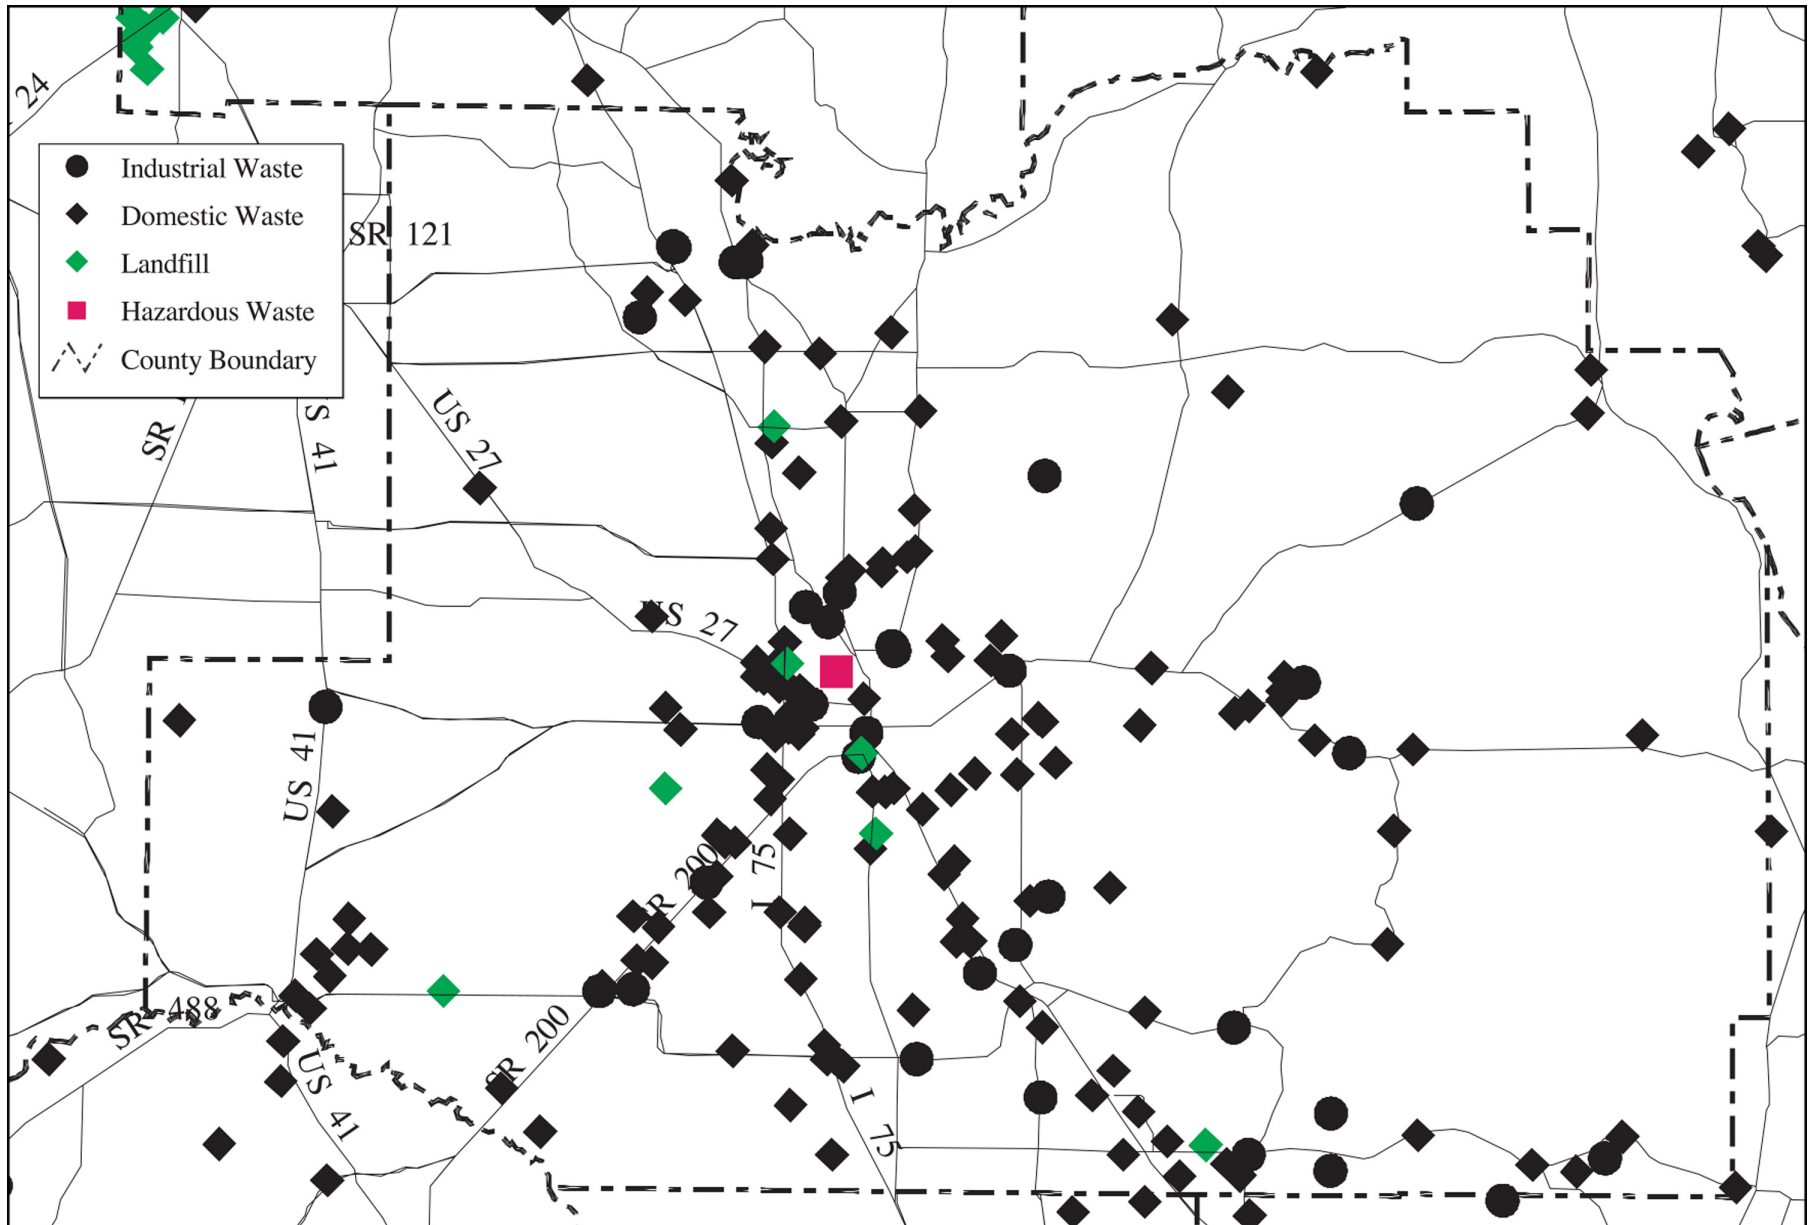 24
Industrial Waste
Domestic Waste
Landfill
Hazardous Waste
County Boundary
SR 121
SR
S 41
US 27
US 27
US 41
SR 200
I 75
SR 488
SR 200
US 41
I 75